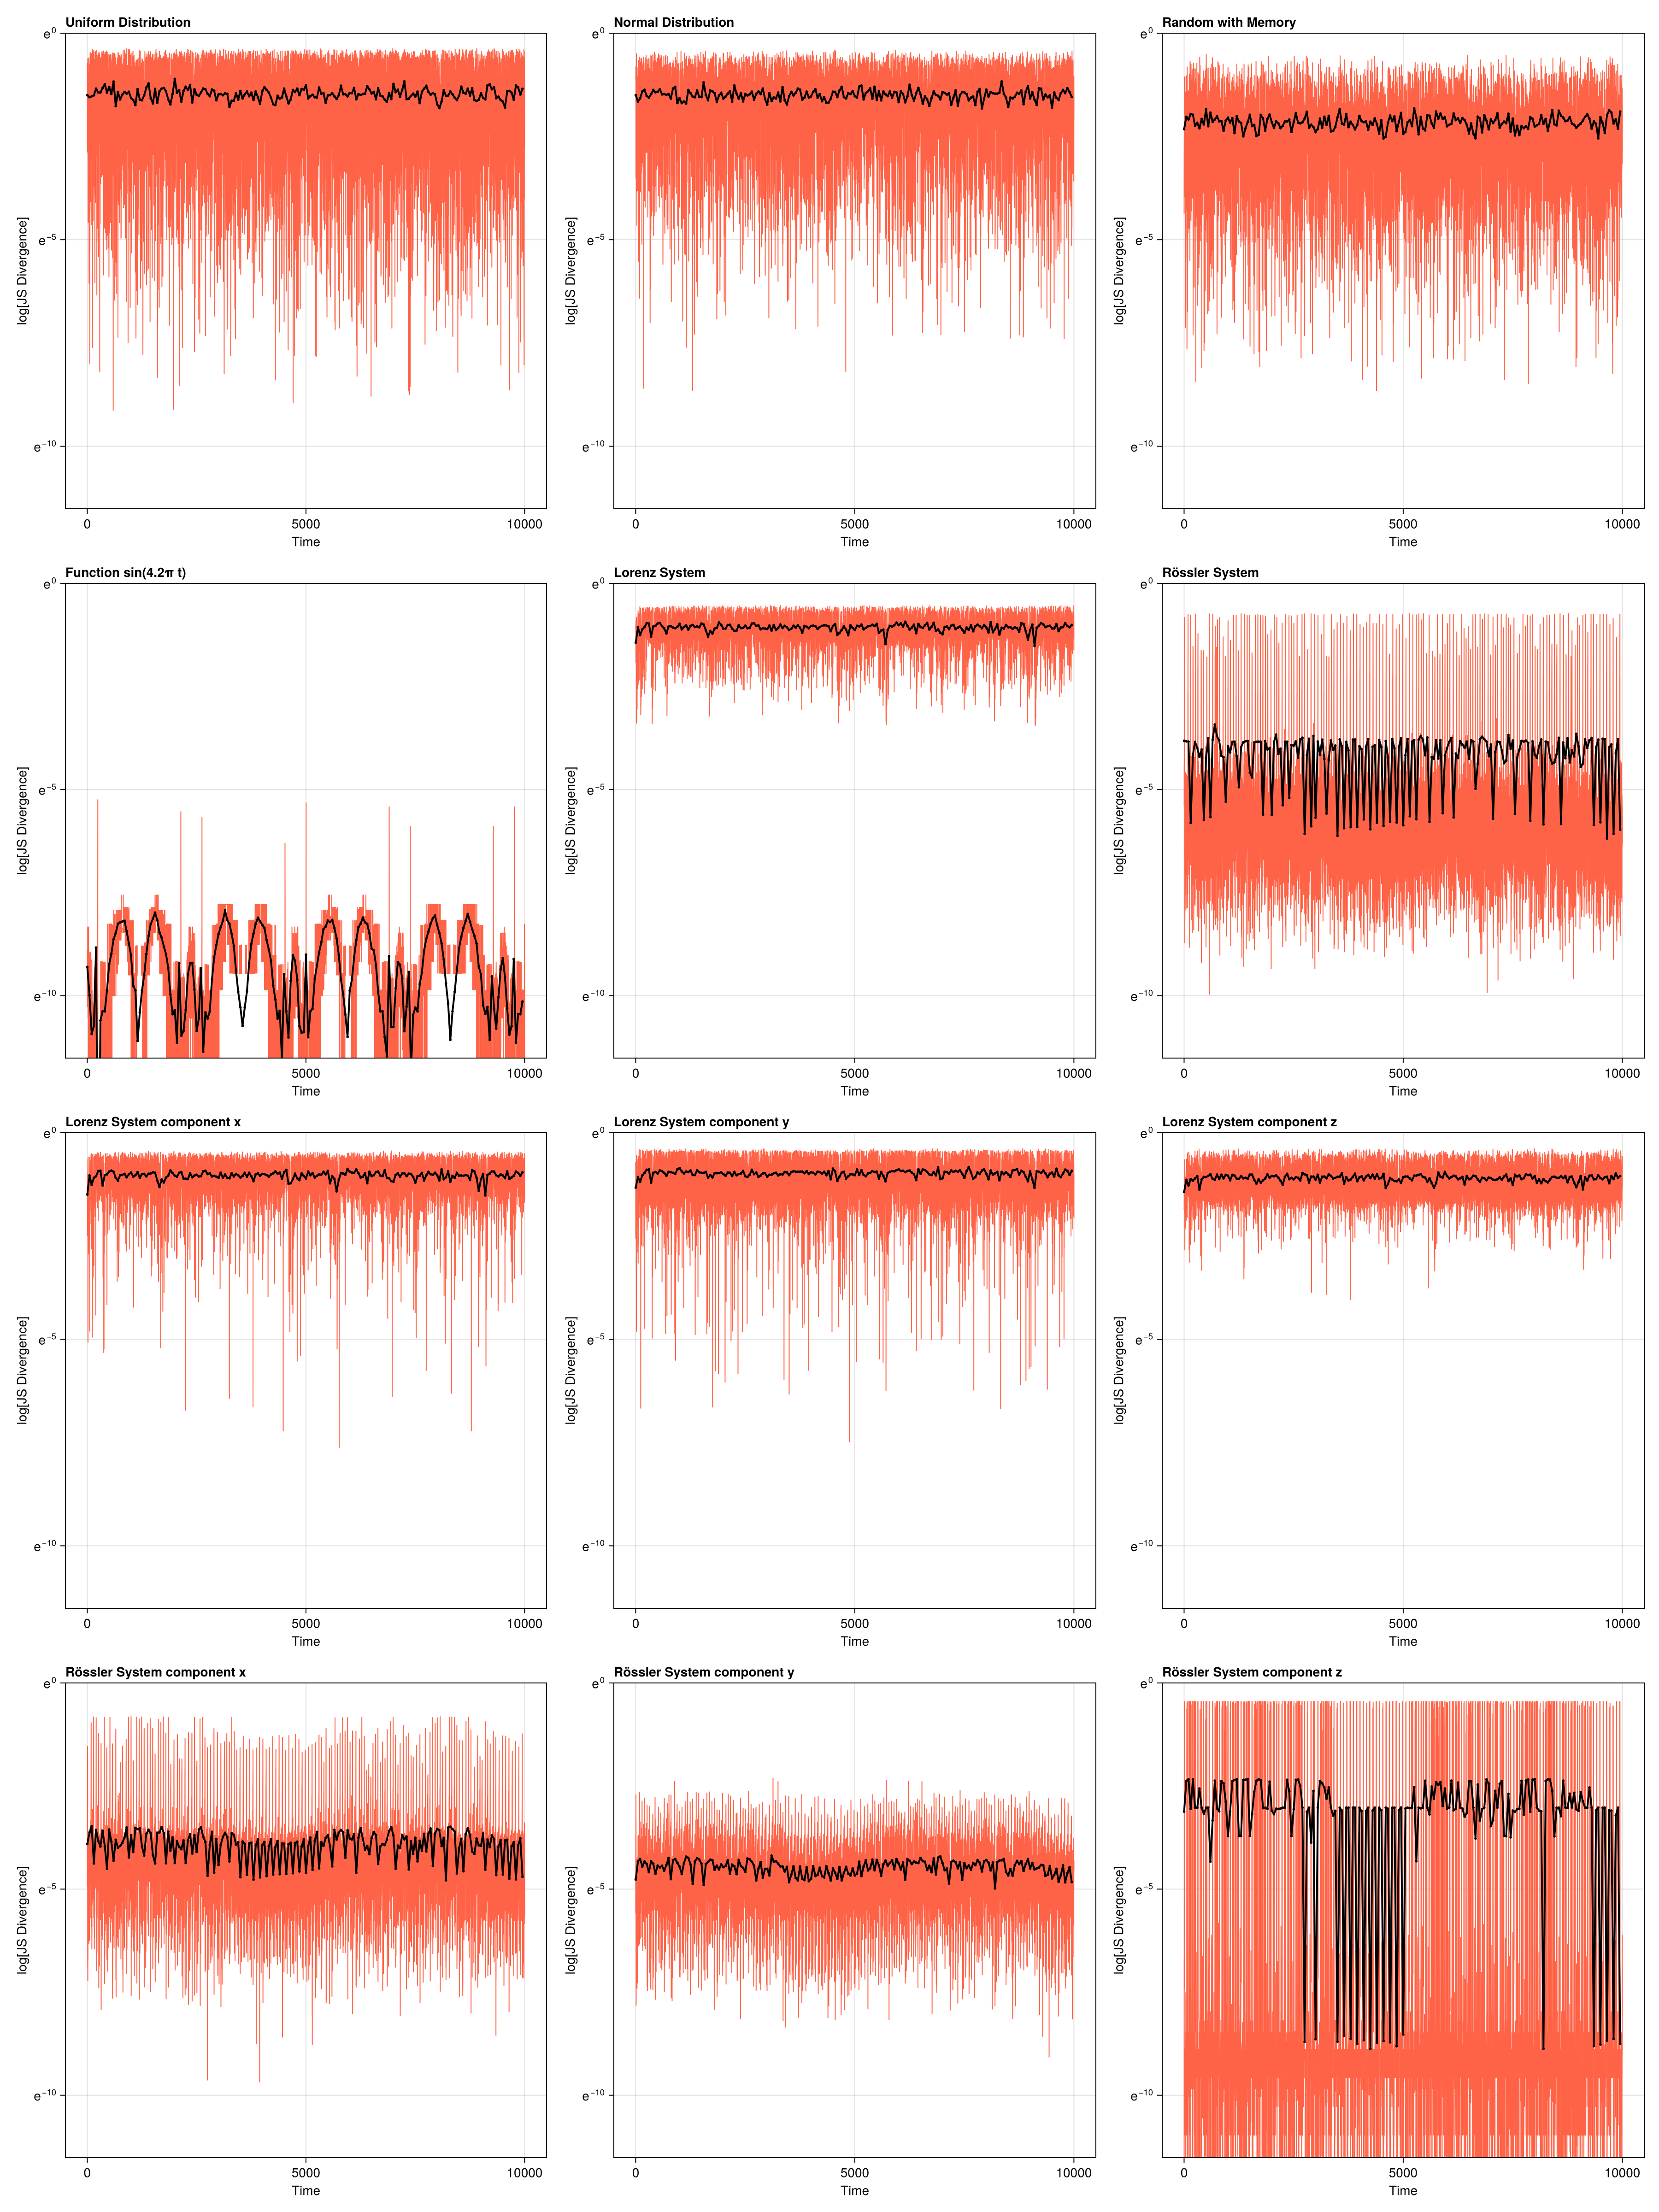 Uniform Distribution
e⁰
e⁻⁵
e⁻¹⁰
log[JS Divergence]
0
5000
10000
Time
Normal Distribution
e⁰
e⁻⁵
e⁻¹⁰
log[JS Divergence]
0
5000
10000
Time
Random with Memory
e⁰
e⁻⁵
e⁻¹⁰
log[JS Divergence]
0
5000
10000
Time
Function sin(4.2π t)
e⁰
e⁻⁵
e⁻¹⁰
log[JS Divergence]
0
5000
10000
Time
Lorenz System
e⁰
e⁻⁵
e⁻¹⁰
log[JS Divergence]
0
5000
10000
Time
Rössler System
e⁰
e⁻⁵
e⁻¹⁰
log[JS Divergence]
0
5000
10000
Time
Lorenz System component x
e⁰
e⁻⁵
e⁻¹⁰
log[JS Divergence]
0
5000
10000
Time
Lorenz System component y
e⁰
e⁻⁵
e⁻¹⁰
log[JS Divergence]
0
5000
10000
Time
Lorenz System component z
e⁰
e⁻⁵
e⁻¹⁰
log[JS Divergence]
0
5000
10000
Time
Rössler System component x
e⁰
e⁻⁵
e⁻¹⁰
log[JS Divergence]
0
5000
10000
Time
Rössler System component y
e⁰
e⁻⁵
e⁻¹⁰
log[JS Divergence]
0
5000
10000
Time
Rössler System component z
e⁰
e⁻⁵
e⁻¹⁰
log[JS Divergence]
0
5000
10000
Time